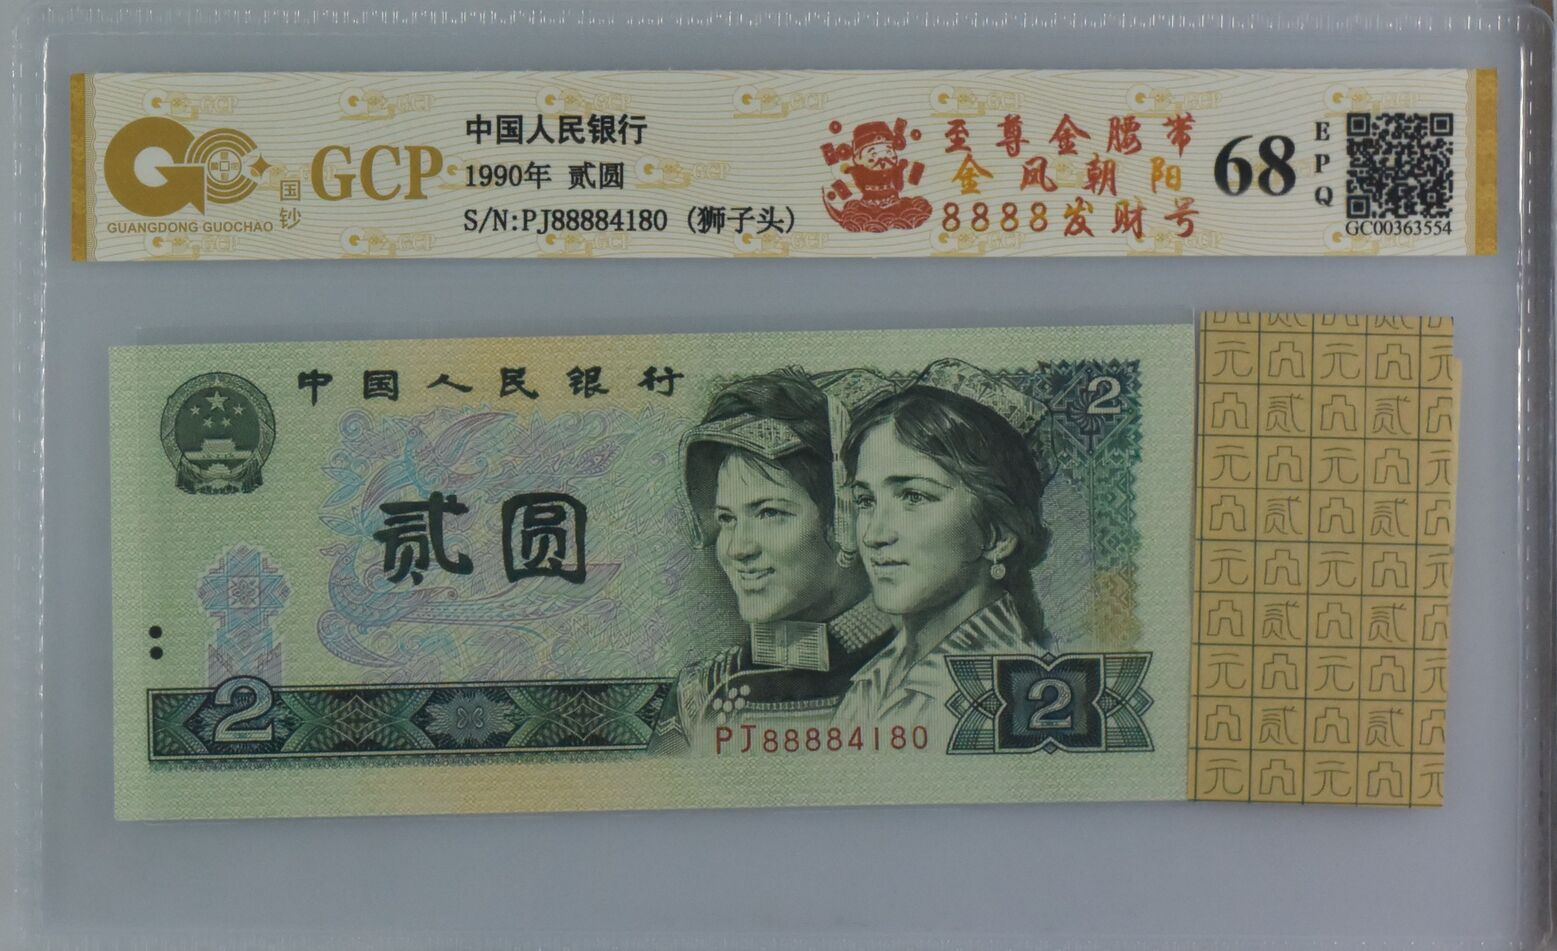 中国人民银行
1990年 贰圆
S/N:PJ88884180 (狮子头)
GCP
国钞
GUANGDONG GUOCHAO
至尊金腰带
金凤朝阳
8888发财号
68
EPQ
GC00363554
中国人民银行
2
贰圆
2
2
PJ88884180